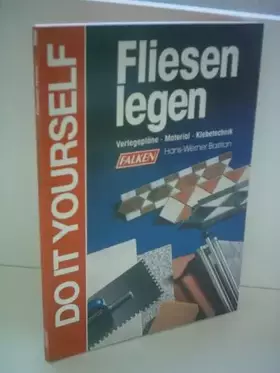 DO IT YOURSELF
Fliesen
legen
Verlegepläne · Material · Klebetechnik
FALKEN
Hans-Werner Bastian